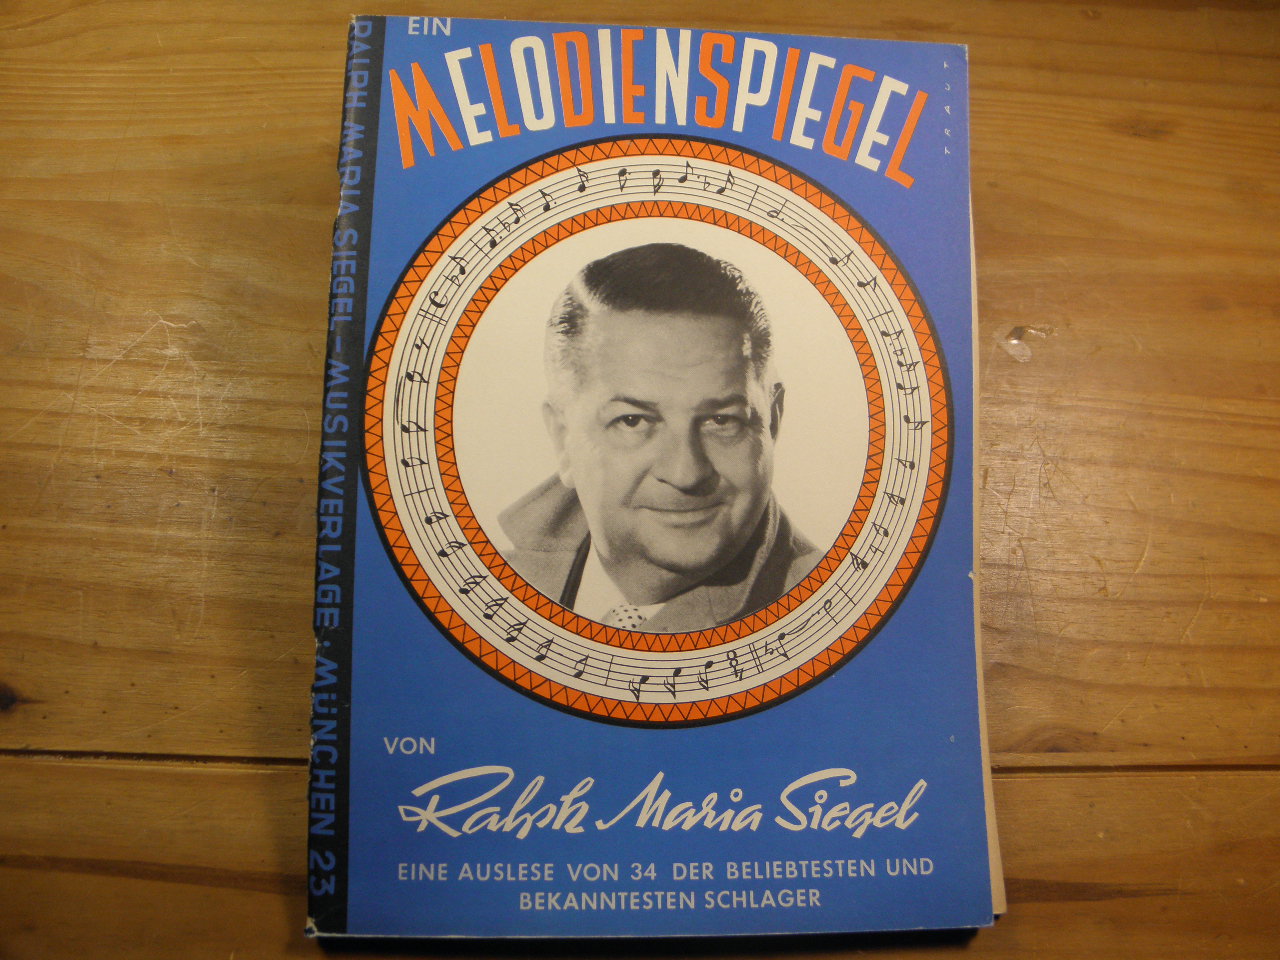 EIN
MELODIENSPIEGEL
TRAUT
RALPH MARIA SIEGEL – MUSIKVERLAGE · MÜNCHEN 23
VON
Ralph Maria Siegel
EINE AUSLESE VON 34 DER BELIEBTESTEN UND
BEKANNTESTEN SCHLAGER